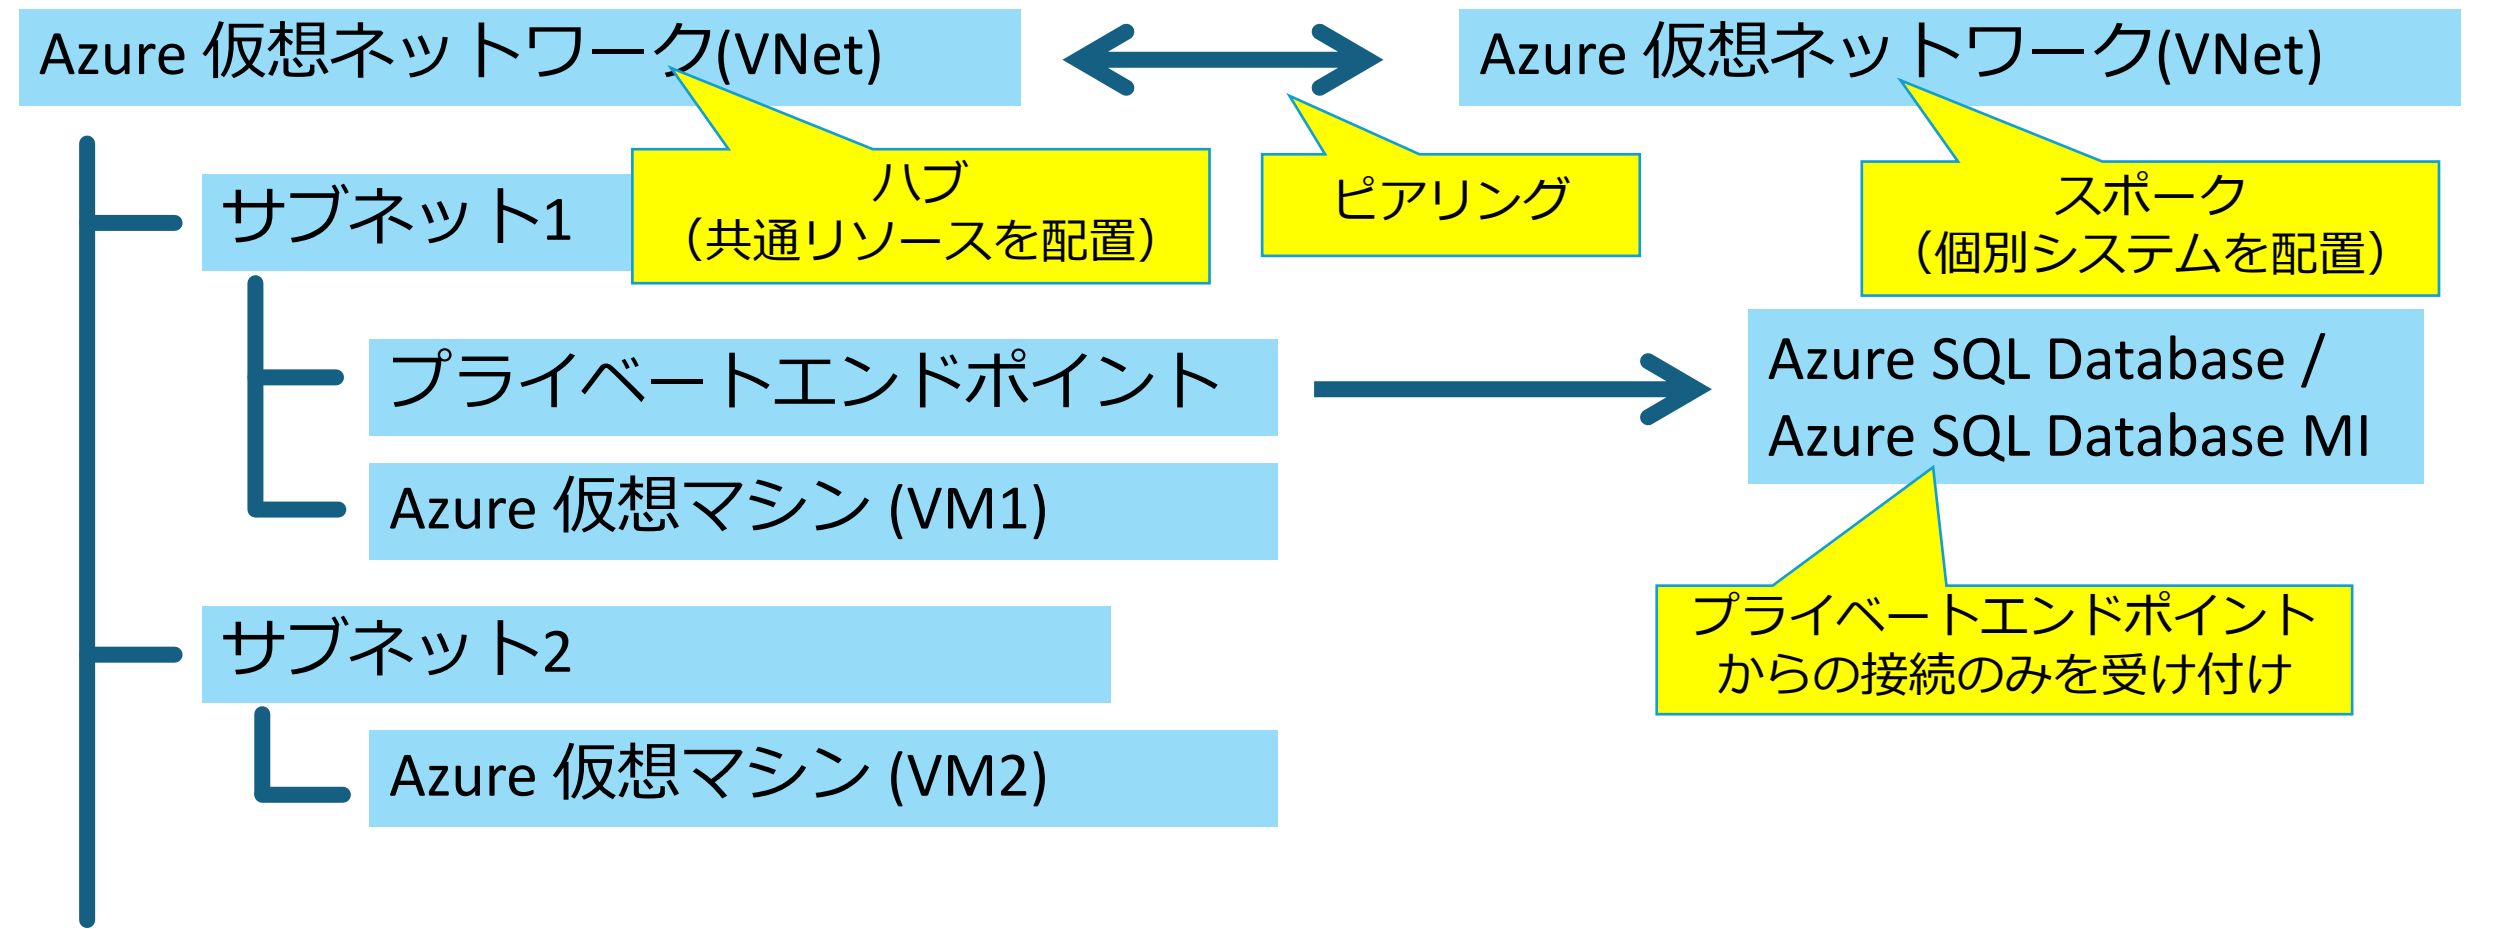 Azure 仮想ネットワーク(VNet)
Azure 仮想ネットワーク(VNet)
ハブ
（共通リソースを配置）
ピアリング
スポーク
（個別システムを配置）
サブネット1
プライベートエンドポイント
Azure SQL Database /
Azure SQL Database MI
Azure 仮想マシン (VM1)
プライベートエンドポイント
からの接続のみを受け付け
サブネット2
Azure 仮想マシン (VM2)